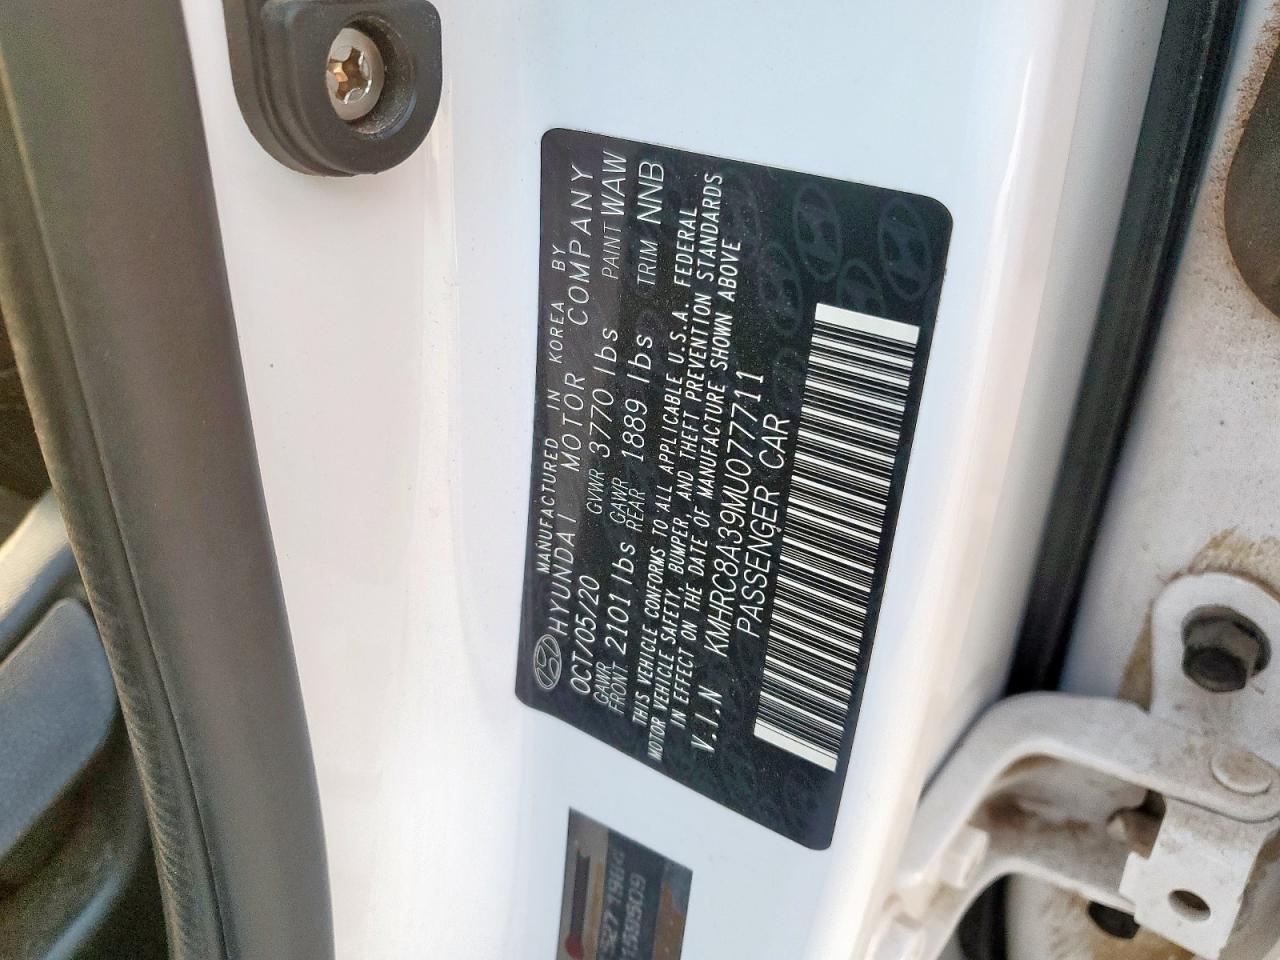 MANUFACTURED IN KOREA BY
HYUNDAI MOTOR COMPANY
OCT/05/20 GVWR 3770 lbs PAINT WAW
GAWR FRONT 2101 lbs GAWR REAR 1889 lbs TRIM NNB
THIS VEHICLE CONFORMS TO ALL APPLICABLE U.S.A. FEDERAL
MOTOR VEHICLE SAFETY, BUMPER, AND THEFT PREVENTION STANDARDS
IN EFFECT ON THE DATE OF MANUFACTURE SHOWN ABOVE
V.I.N KMHRC8A39MU077711
PASSENGER CAR